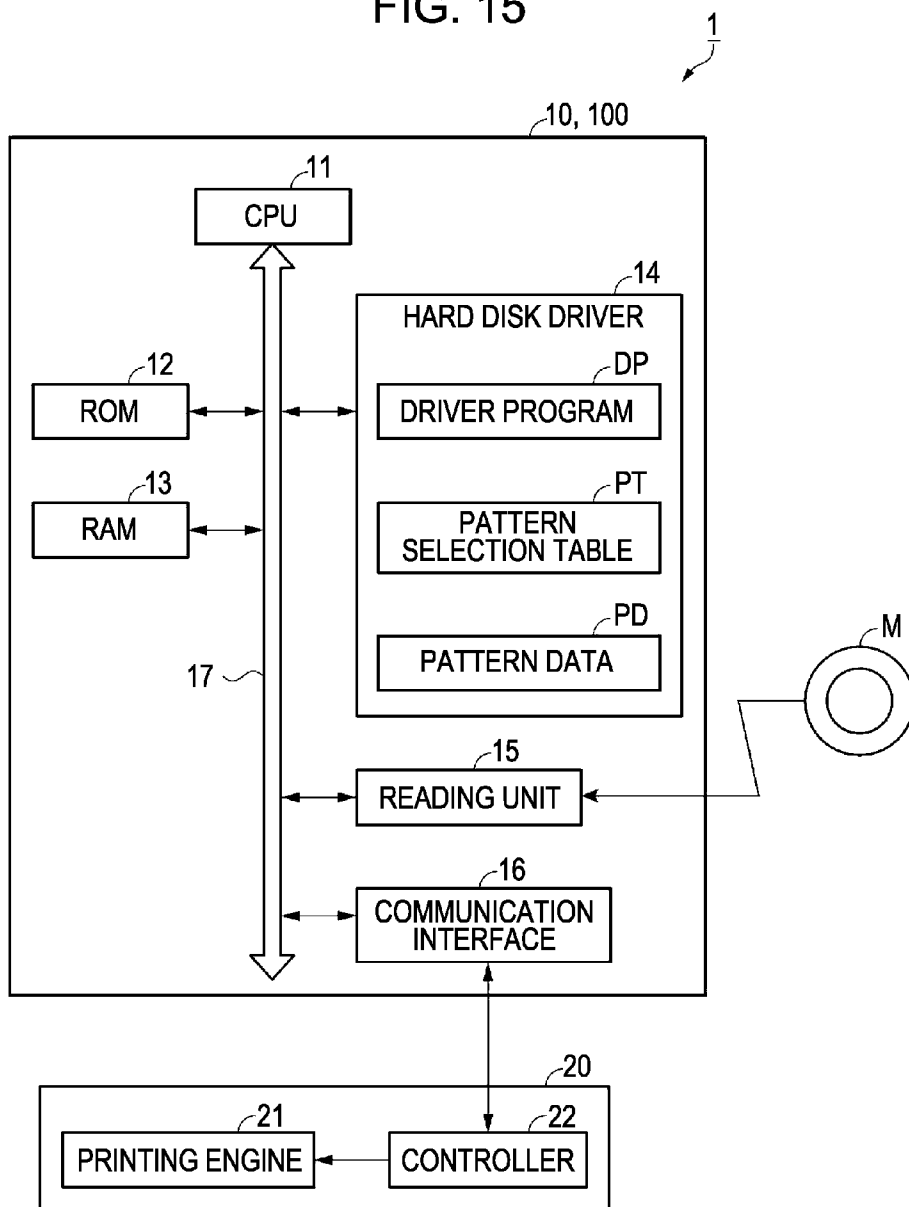 FIG. 15
1
10, 100
11
CPU
14
HARD DISK DRIVER
12
ROM
DP
DRIVER PROGRAM
13
RAM
PT
PATTERN
SELECTION TABLE
PD
PATTERN DATA
M
17
15
READING UNIT
16
COMMUNICATION
INTERFACE
20
21
PRINTING ENGINE
22
CONTROLLER